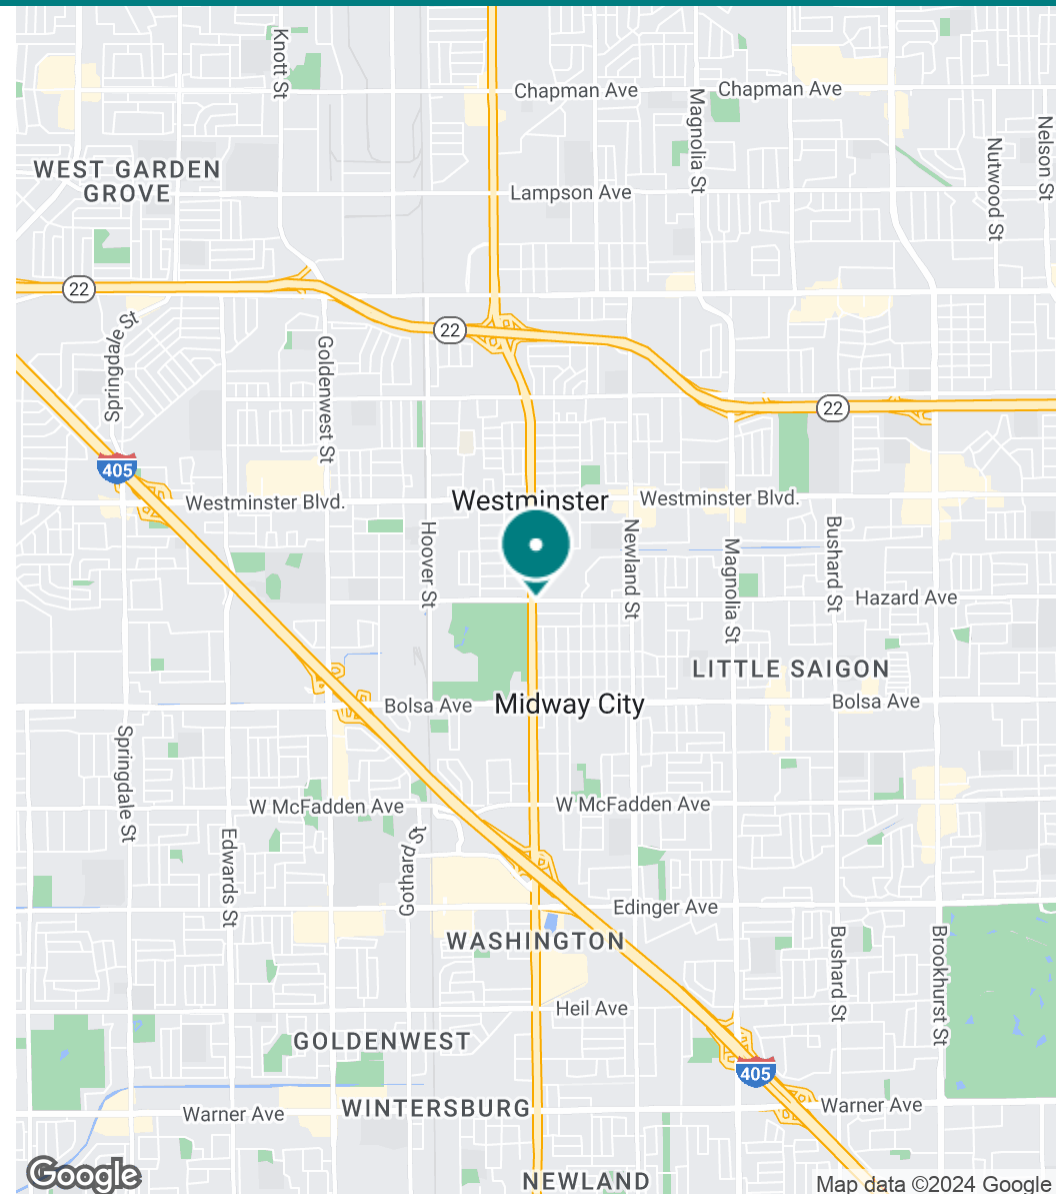 Knott St
Chapman Ave
Chapman Ave
Magnolia St
Nelson St
Nutwood St
WEST GARDEN
GROVE
Lampson Ave
22
22
Springdale St
Goldenwest St
22
405
Westminster Blvd.
Westminster
Westminster Blvd.
Hoover St
Newland St
Magnolia St
Bushard St
Hazard Ave
LITTLE SAIGON
Bolsa Ave
Midway City
Bolsa Ave
Springdale St
W McFadden Ave
W McFadden Ave
Edwards St
Gothard St
Edinger Ave
WASHINGTON
Bushard St
Brookhurst St
Heil Ave
GOLDENWEST
405
Warner Ave
WINTERSBURG
Warner Ave
NEWLAND
Google
Map data ©2024 Google